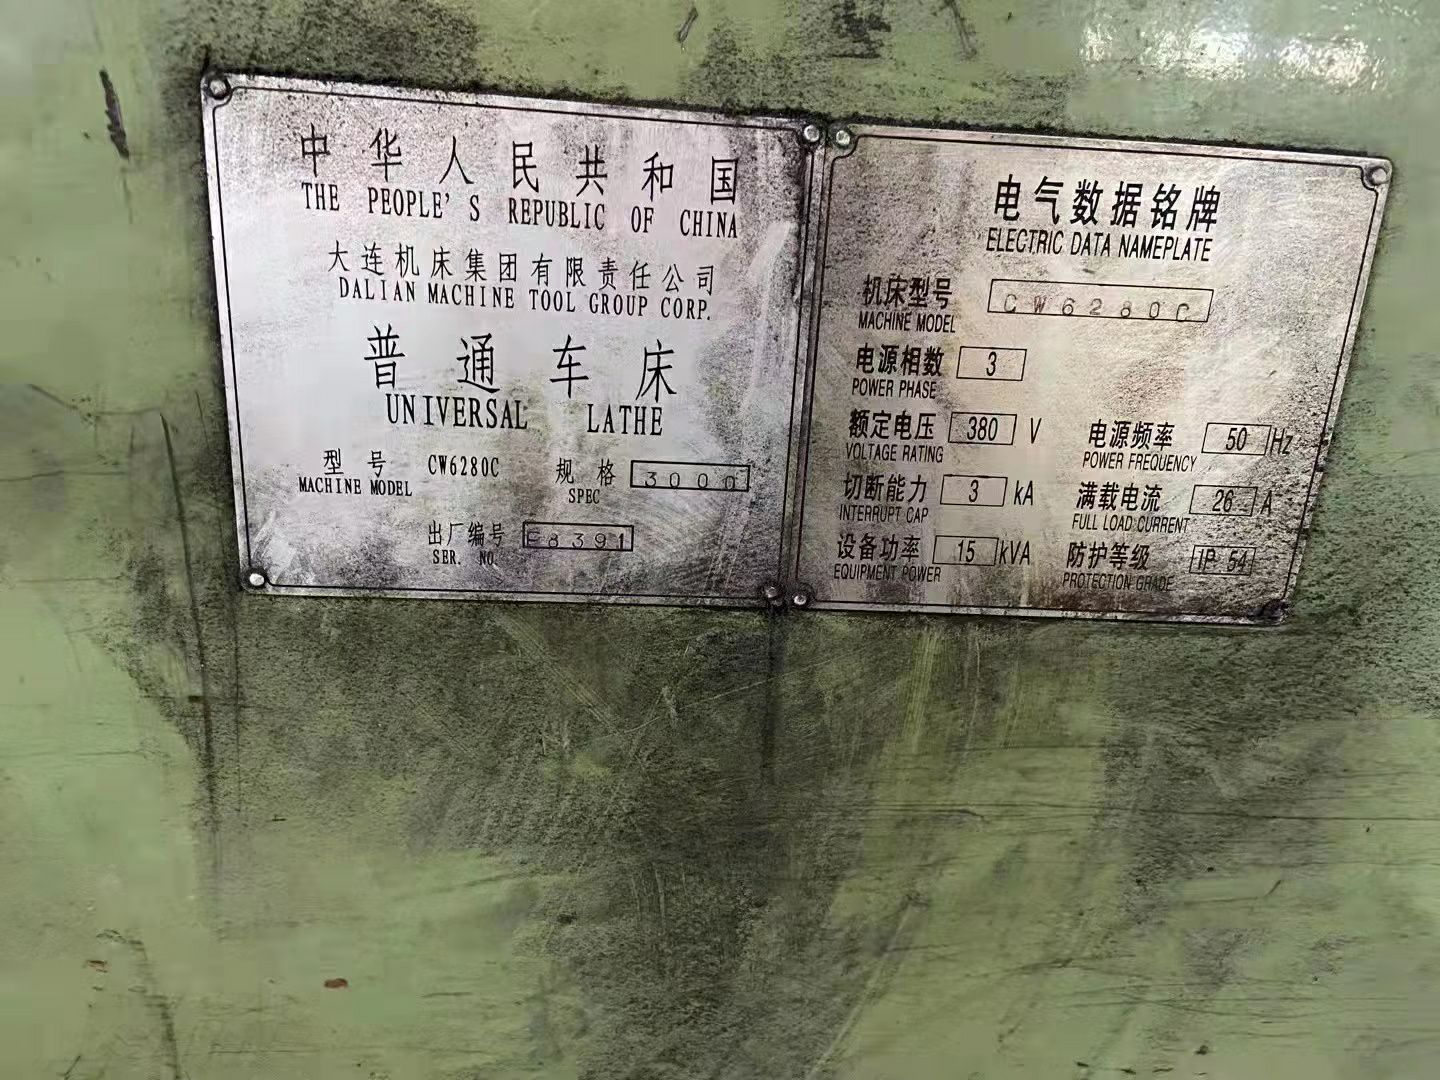 中华人民共和国
THE PEOPLE'S REPUBLIC OF CHINA
大连机床集团有限责任公司
DALIAN MACHINE TOOL GROUP CORP.
普通车床
UNIVERSAL LATHE
型号 CW6280C 规格 3000
MACHINE MODEL SPEC
出厂编号 E8391
SER. NO.
电气数据铭牌
ELECTRIC DATA NAMEPLATE
机床型号 CW6280C
MACHINE MODEL
电源相数 3
POWER PHASE
额定电压 380 V 电源频率 50 Hz
VOLTAGE RATING POWER FREQUENCY
切断能力 3 kA 满载电流 26 A
INTERRUPT CAP FULL LOAD CURRENT
设备功率 15 kVA 防护等级 IP 54
EQUIPMENT POWER PROTECTION GRADE